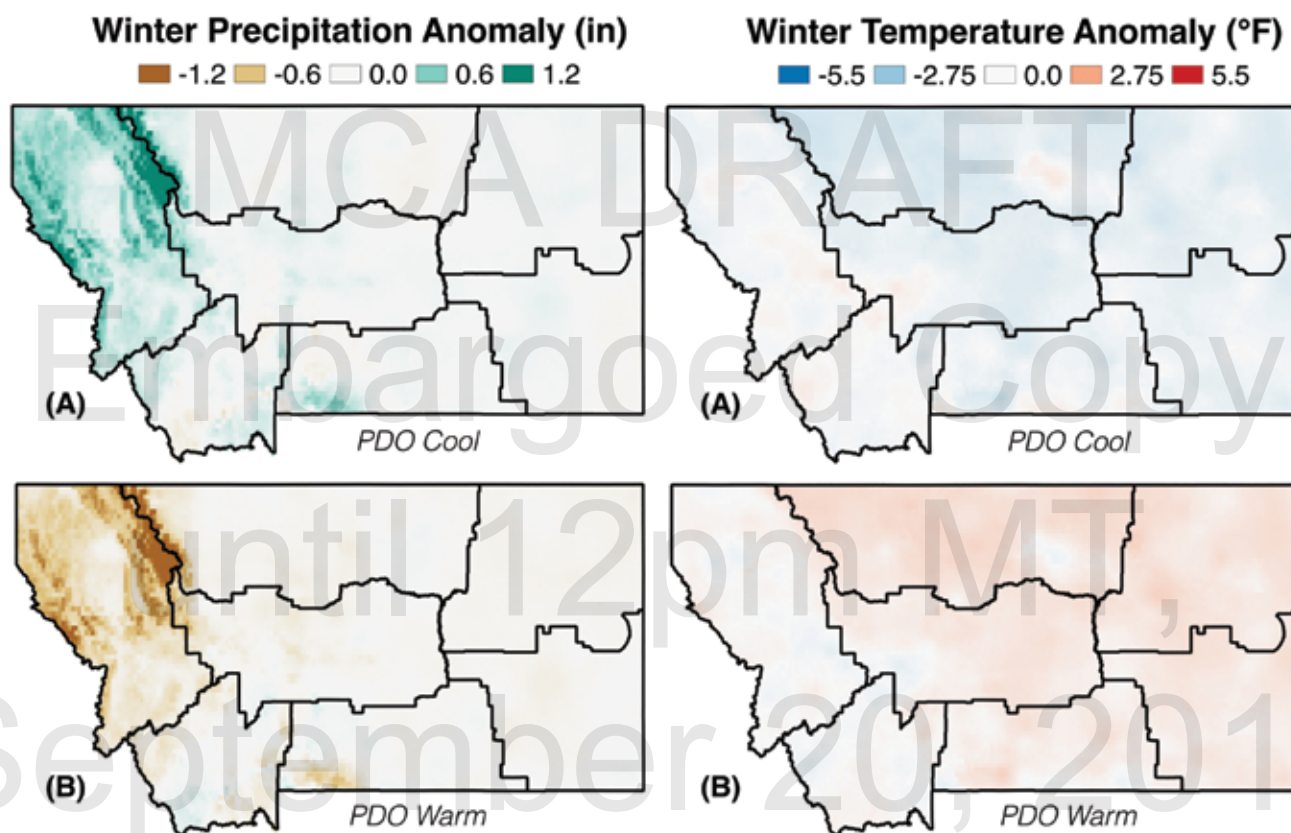 Winter Precipitation Anomaly (in)
-1.2 -0.6 0.0 0.6 1.2
Winter Temperature Anomaly (°F)
-5.5 -2.75 0.0 2.75 5.5
MCA DRAFT
Embargoed Copy
(A)
PDO Cool
(A)
PDO Cool
until 12pm MT,
September 20, 201
(B)
PDO Warm
(B)
PDO Warm